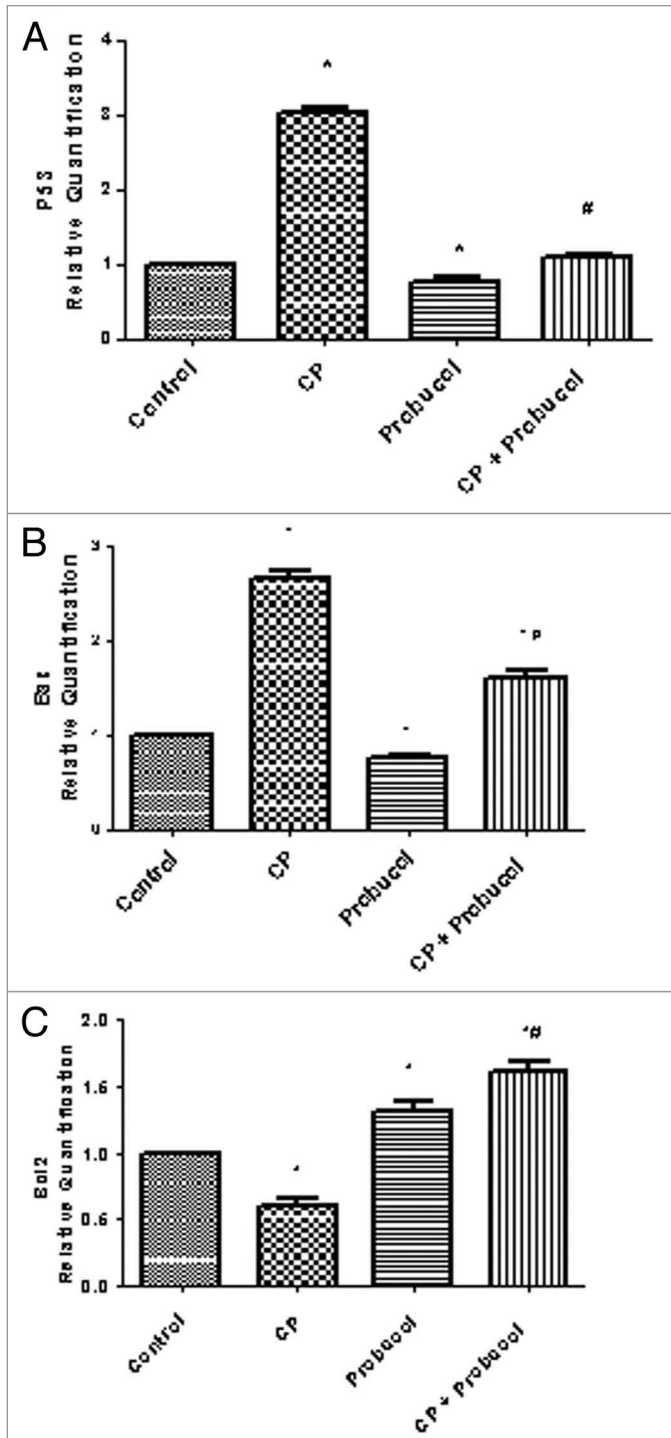 A
P53
Relative Quantification
4
3
2
1
0
*
*
#
Control
CP
Probucol
CP + Probucol
B
Bax
Relative Quantification
3
2
1
0
*
*
*#
Control
CP
Probucol
CP + Probucol
C
Bcl2
Relative Quantification
2.0
1.5
1.0
0.5
0.0
*
*
*#
Control
CP
Probucol
CP + Probucol